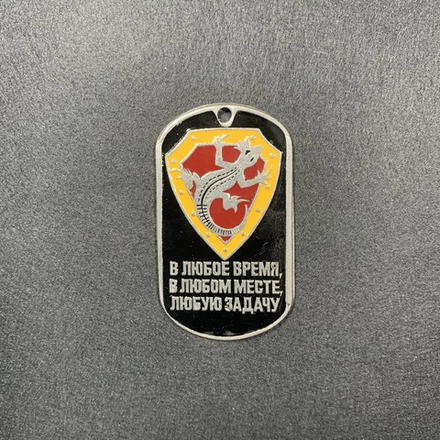 В ЛЮБОЕ ВРЕМЯ,
В ЛЮБОМ МЕСТЕ,
ЛЮБУЮ ЗАДАЧУ